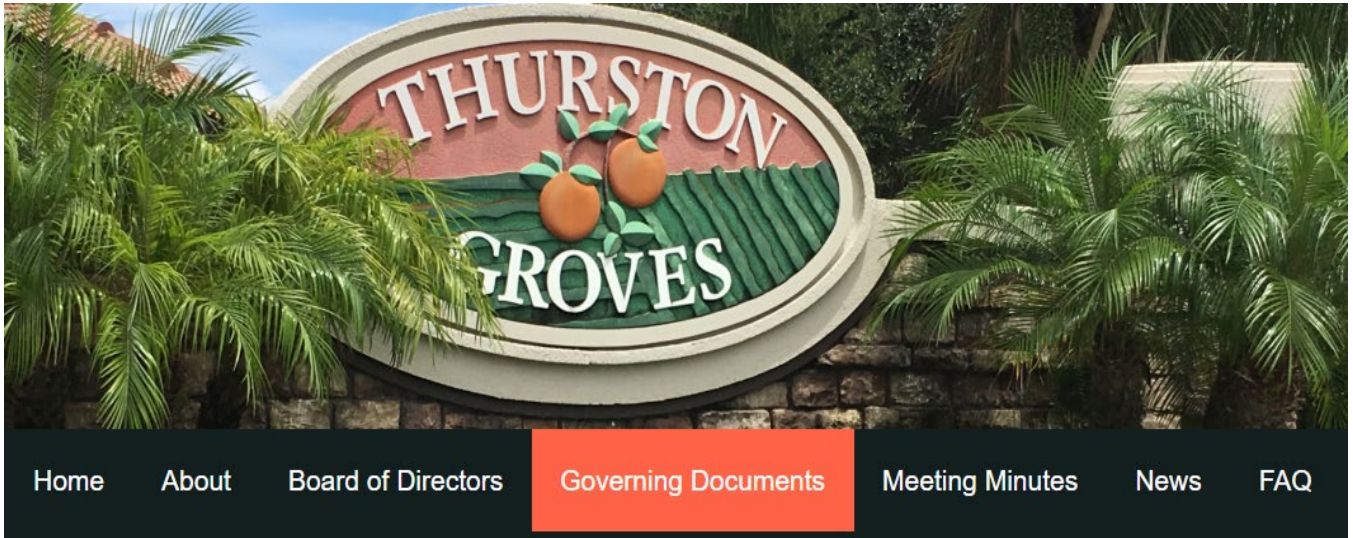 THURSTON
GROVES
Home About Board of Directors Governing Documents Meeting Minutes News FAQ